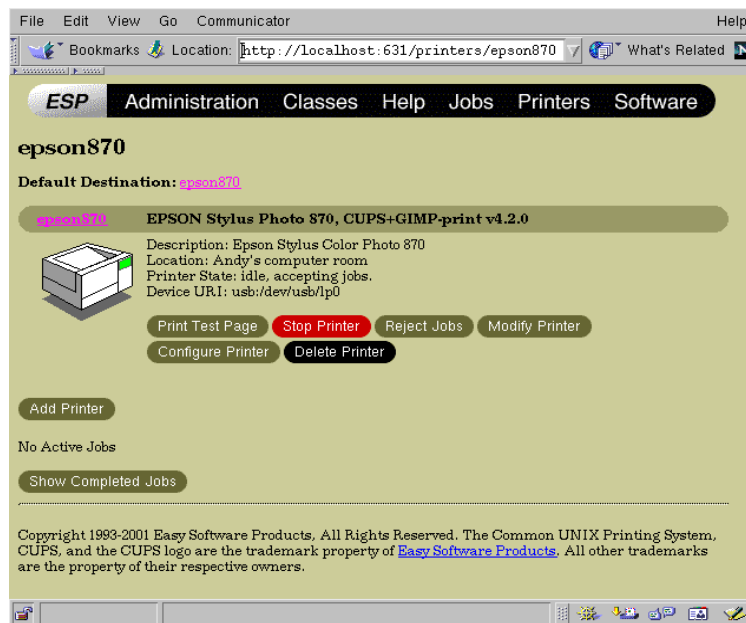 File Edit View Go Communicator Help
Bookmarks Location: http://localhost:631/printers/epson870 What's Related N
ESP Administration Classes Help Jobs Printers Software
epson870
Default Destination: epson870
epson870 EPSON Stylus Photo 870, CUPS+GIMP-print v4.2.0
Description: Epson Stylus Color Photo 870
Location: Andy's computer room
Printer State: idle, accepting jobs.
Device URI: usb:/dev/usb/lp0
Print Test Page Stop Printer Reject Jobs Modify Printer
Configure Printer Delete Printer
Add Printer
No Active Jobs
Show Completed Jobs
Copyright 1993-2001 Easy Software Products, All Rights Reserved. The Common UNIX Printing System,
CUPS, and the CUPS logo are the trademark property of Easy Software Products. All other trademarks
are the property of their respective owners.